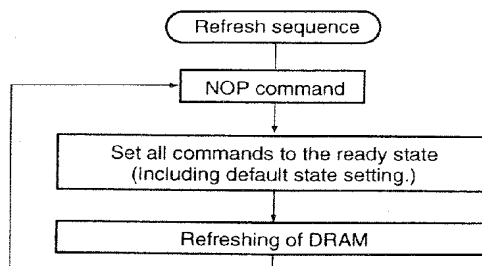 Refresh sequence
NOP command
Set all commands to the ready state
(Including default state setting.)
Refreshing of DRAM